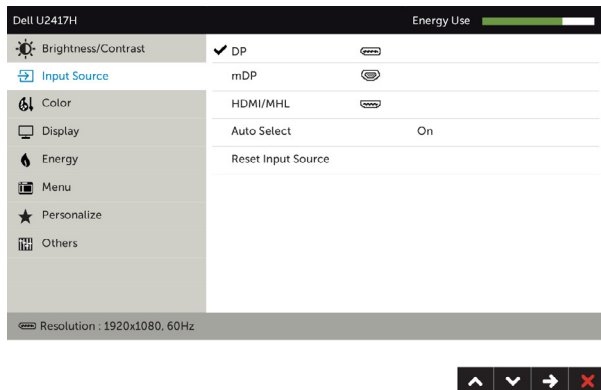 Dell U2417H Energy Use
Brightness/Contrast
Input Source
Color
Display
Energy
Menu
Personalize
Others
DP
mDP
HDMI/MHL
Auto Select On
Reset Input Source
Resolution : 1920x1080, 60Hz